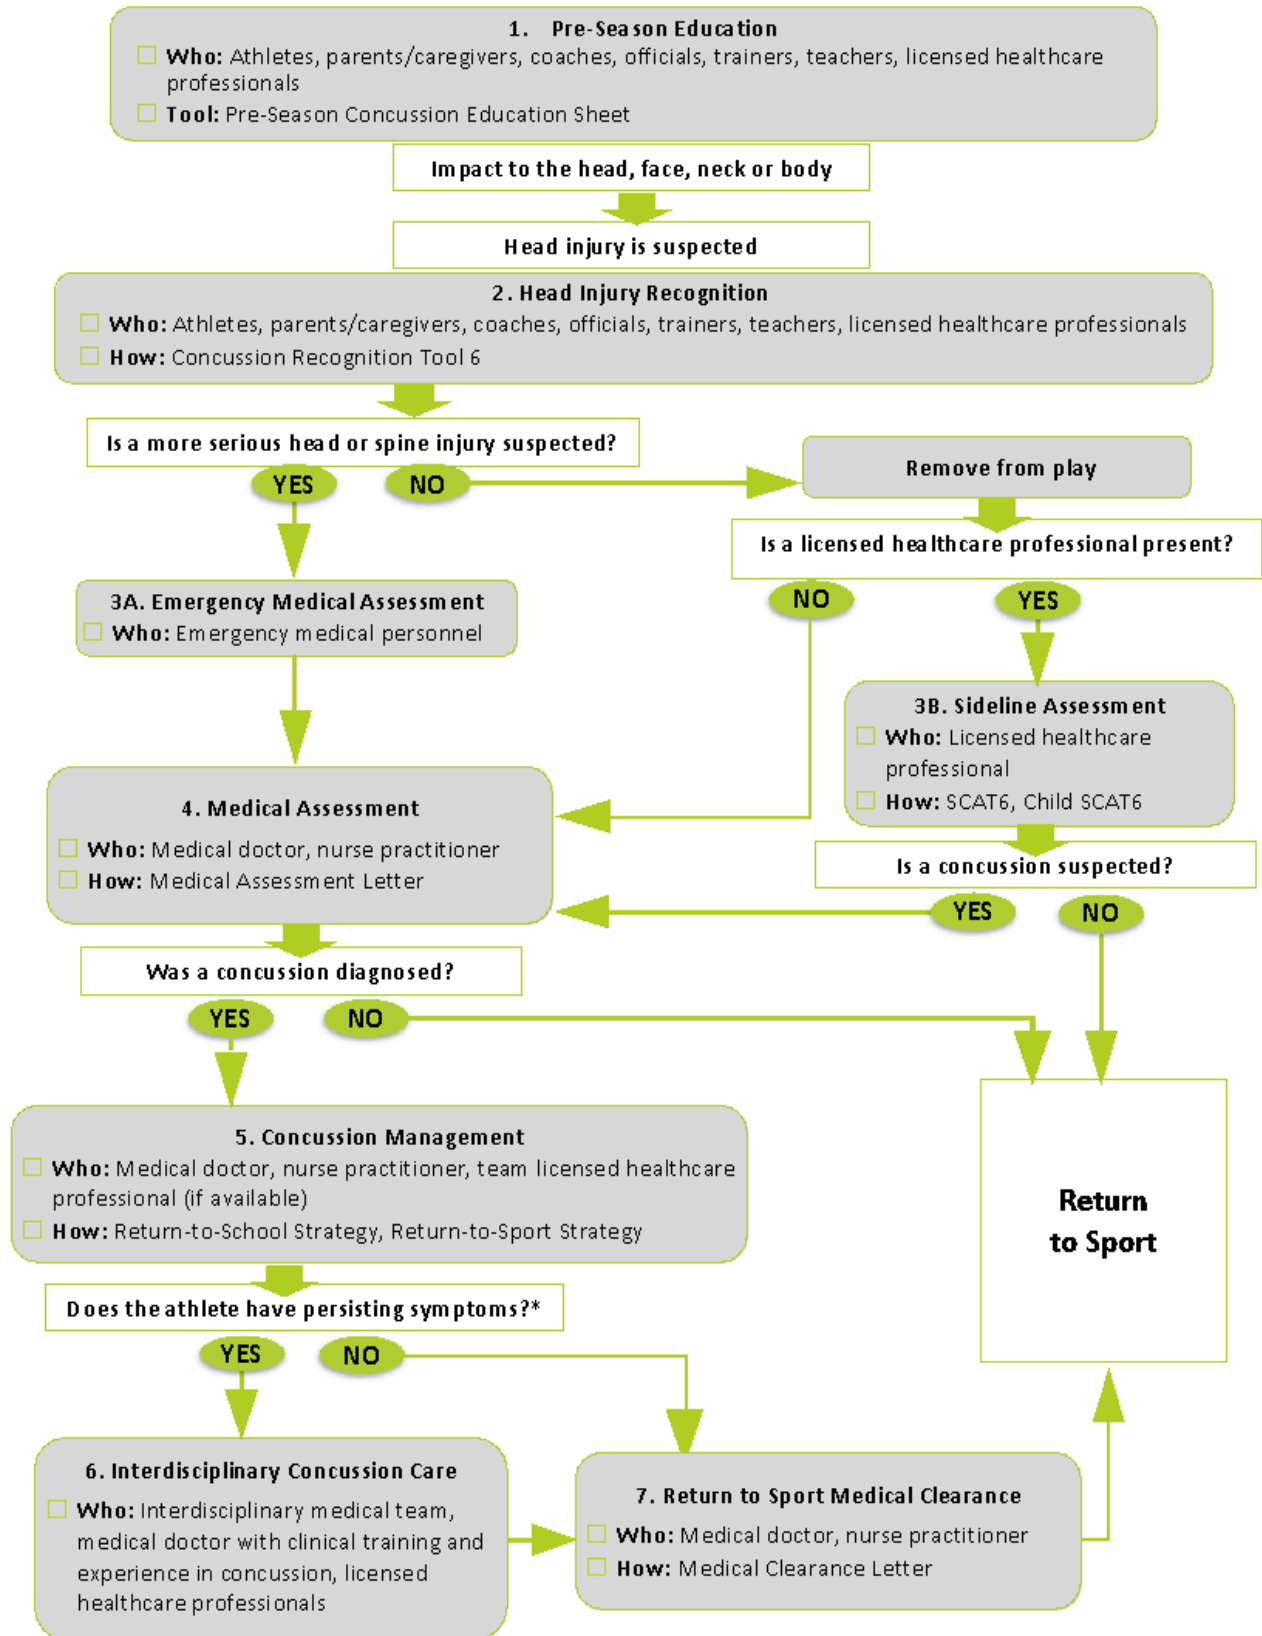 1. Pre-Season Education
Who: Athletes, parents/caregivers, coaches, officials, trainers, teachers, licensed healthcare
professionals
Tool: Pre-Season Concussion Education Sheet
Impact to the head, face, neck or body
Head injury is suspected
2. Head Injury Recognition
Who: Athletes, parents/caregivers, coaches, officials, trainers, teachers, licensed healthcare professionals
How: Concussion Recognition Tool 6
Is a more serious head or spine injury suspected?
YES
NO
Remove from play
Is a licensed healthcare professional present?
NO
YES
3A. Emergency Medical Assessment
Who: Emergency medical personnel
3B. Sideline Assessment
Who: Licensed healthcare
professional
How: SCAT6, Child SCAT6
Is a concussion suspected?
YES
NO
4. Medical Assessment
Who: Medical doctor, nurse practitioner
How: Medical Assessment Letter
Was a concussion diagnosed?
YES
NO
5. Concussion Management
Who: Medical doctor, nurse practitioner, team licensed healthcare
professional (if available)
How: Return-to-School Strategy, Return-to-Sport Strategy
Return
to Sport
Does the athlete have persisting symptoms?*
YES
NO
6. Interdisciplinary Concussion Care
Who: Interdisciplinary medical team,
medical doctor with clinical training and
experience in concussion, licensed
healthcare professionals
7. Return to Sport Medical Clearance
Who: Medical doctor, nurse practitioner
How: Medical Clearance Letter